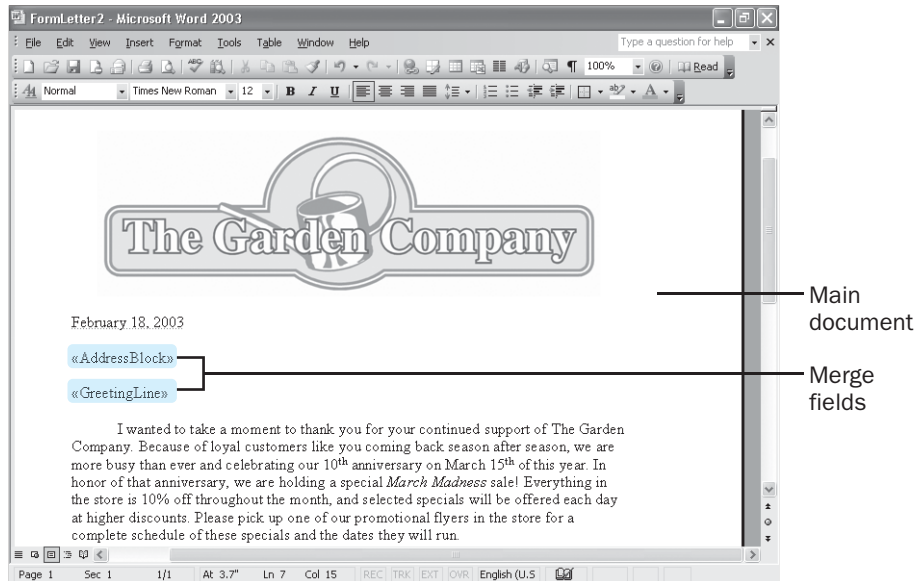 FormLetter2 - Microsoft Word 2003
File Edit View Insert Format Tools Table Window Help Type a question for help
100% Read
Normal Times New Roman 12 B I U
The Garden Company
Main
document
February 18, 2003
«AddressBlock»
Merge
fields
«GreetingLine»
I wanted to take a moment to thank you for your continued support of The Garden
Company. Because of loyal customers like you coming back season after season, we are
more busy than ever and celebrating our 10th anniversary on March 15th of this year. In
honor of that anniversary, we are holding a special March Madness sale! Everything in
the store is 10% off throughout the month, and selected specials will be offered each day
at higher discounts. Please pick up one of our promotional flyers in the store for a
complete schedule of these specials and the dates they will run.
Page 1 Sec 1 1/1 At 3.7" Ln 7 Col 15 REC TRK EXT OVR English (U.S